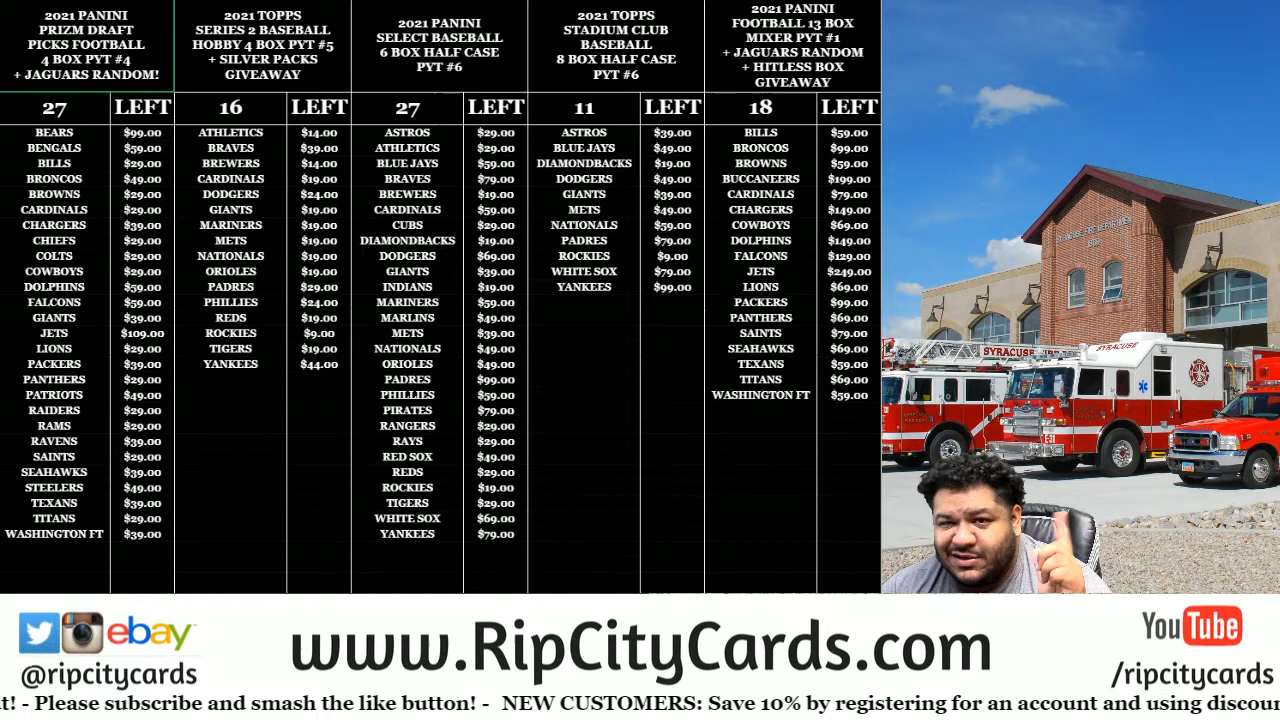 2021 PANINI
PRIZM DRAFT
PICKS FOOTBALL
4 BOX PYT #4
+ JAGUARS RANDOM!
27 LEFT
BEARS $99.00
BENGALS $59.00
BILLS $29.00
BRONCOS $49.00
BROWNS $29.00
CARDINALS $29.00
CHARGERS $39.00
CHIEFS $29.00
COLTS $29.00
COWBOYS $29.00
DOLPHINS $59.00
FALCONS $59.00
GIANTS $39.00
JETS $109.00
LIONS $29.00
PACKERS $39.00
PANTHERS $29.00
PATRIOTS $49.00
RAIDERS $29.00
RAMS $29.00
RAVENS $39.00
SAINTS $29.00
SEAHAWKS $39.00
STEELERS $49.00
TEXANS $39.00
TITANS $29.00
WASHINGTON FT $39.00
2021 TOPPS
SERIES 2 BASEBALL
HOBBY 4 BOX PYT #5
+ SILVER PACKS
GIVEAWAY
16 LEFT
ATHLETICS $14.00
BRAVES $39.00
BREWERS $14.00
CARDINALS $19.00
DODGERS $24.00
GIANTS $19.00
MARINERS $19.00
METS $19.00
NATIONALS $19.00
ORIOLES $19.00
PADRES $29.00
PHILLIES $24.00
REDS $19.00
ROCKIES $9.00
TIGERS $19.00
YANKEES $44.00
2021 PANINI
SELECT BASEBALL
6 BOX HALF CASE
PYT #6
27 LEFT
ASTROS $29.00
ATHLETICS $29.00
BLUE JAYS $59.00
BRAVES $79.00
BREWERS $19.00
CARDINALS $59.00
CUBS $29.00
DIAMONDBACKS $19.00
DODGERS $69.00
GIANTS $39.00
INDIANS $19.00
MARINERS $59.00
MARLINS $49.00
METS $39.00
NATIONALS $49.00
ORIOLES $49.00
PADRES $99.00
PHILLIES $59.00
PIRATES $79.00
RANGERS $29.00
RAYS $29.00
RED SOX $49.00
REDS $29.00
ROCKIES $19.00
TIGERS $29.00
WHITE SOX $69.00
YANKEES $79.00
2021 TOPPS
STADIUM CLUB
BASEBALL
8 BOX HALF CASE
PYT #6
11 LEFT
ASTROS $39.00
BLUE JAYS $49.00
DIAMONDBACKS $19.00
DODGERS $49.00
GIANTS $39.00
METS $49.00
NATIONALS $59.00
PADRES $79.00
ROCKIES $9.00
WHITE SOX $79.00
YANKEES $99.00
2021 PANINI
FOOTBALL 13 BOX
MIXER PYT #1
+ JAGUARS RANDOM
+ HITLESS BOX
GIVEAWAY
18 LEFT
BILLS $59.00
BRONCOS $99.00
BROWNS $59.00
BUCCANEERS $199.00
CARDINALS $79.00
CHARGERS $149.00
COWBOYS $69.00
DOLPHINS $149.00
FALCONS $129.00
JETS $249.00
LIONS $69.00
PACKERS $99.00
PANTHERS $69.00
SAINTS $79.00
SEAHAWKS $69.00
TEXANS $59.00
TITANS $69.00
WASHINGTON FT $59.00
SYRACUSE FIRE DEPARTMENT
SYRACUSE FIRE
SYRACUSE
ebay
@ripcitycards
www.RipCityCards.com
YouTube
/ripcitycards
t! - Please subscribe and smash the like button! - NEW CUSTOMERS: Save 10% by registering for an account and using discou